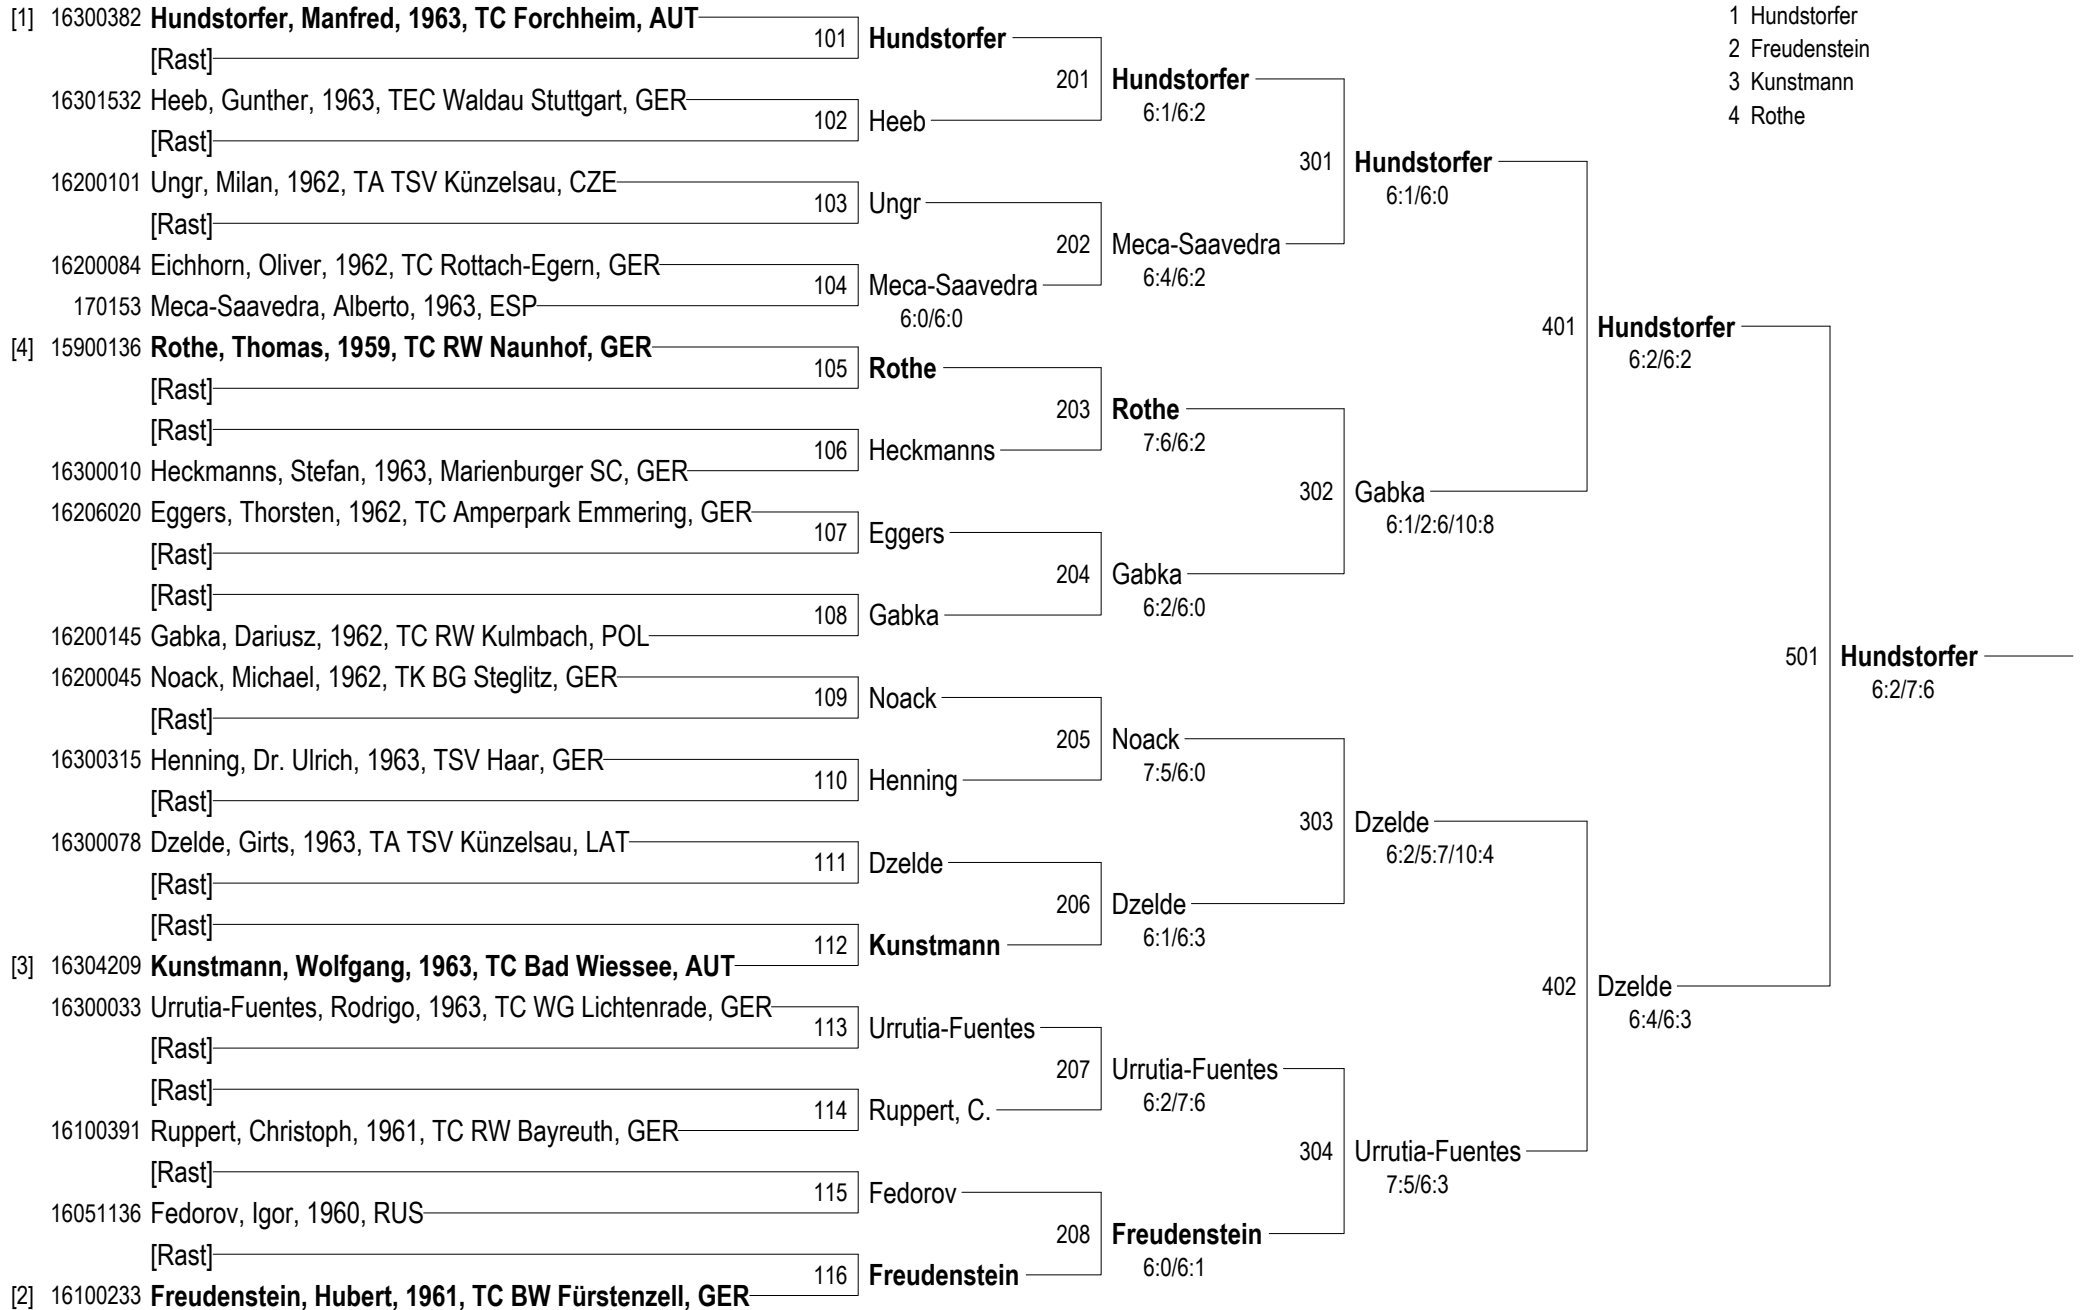 [1] 16300382 Hundstorfer, Manfred, 1963, TC Forchheim, AUT
[Rast]
16301532 Heeb, Gunther, 1963, TEC Waldau Stuttgart, GER
[Rast]
16200101 Ungr, Milan, 1962, TA TSV Künzelsau, CZE
[Rast]
16200084 Eichhorn, Oliver, 1962, TC Rottach-Egern, GER
170153 Meca-Saavedra, Alberto, 1963, ESP
[4] 15900136 Rothe, Thomas, 1959, TC RW Naunhof, GER
[Rast]
[Rast]
16300010 Heckmanns, Stefan, 1963, Marienburger SC, GER
16206020 Eggers, Thorsten, 1962, TC Amperpark Emmering, GER
[Rast]
[Rast]
16200145 Gabka, Dariusz, 1962, TC RW Kulmbach, POL
16200045 Noack, Michael, 1962, TK BG Steglitz, GER
[Rast]
16300315 Henning, Dr. Ulrich, 1963, TSV Haar, GER
[Rast]
16300078 Dzelde, Girts, 1963, TA TSV Künzelsau, LAT
[Rast]
[Rast]
[3] 16304209 Kunstmann, Wolfgang, 1963, TC Bad Wiessee, AUT
16300033 Urrutia-Fuentes, Rodrigo, 1963, TC WG Lichtenrade, GER
[Rast]
[Rast]
16100391 Ruppert, Christoph, 1961, TC RW Bayreuth, GER
[Rast]
16051136 Fedorov, Igor, 1960, RUS
[Rast]
[2] 16100233 Freudenstein, Hubert, 1961, TC BW Fürstenzell, GER
101 Hundstorfer
102 Heeb
103 Ungr
104 Meca-Saavedra
6:0/6:0
105 Rothe
106 Heckmanns
107 Eggers
108 Gabka
109 Noack
110 Henning
111 Dzelde
112 Kunstmann
113 Urrutia-Fuentes
114 Ruppert, C.
115 Fedorov
116 Freudenstein
201 Hundstorfer
6:1/6:2
202 Meca-Saavedra
6:4/6:2
203 Rothe
7:6/6:2
204 Gabka
6:2/6:0
205 Noack
7:5/6:0
206 Dzelde
6:1/6:3
207 Urrutia-Fuentes
6:2/7:6
208 Freudenstein
6:0/6:1
301 Hundstorfer
6:1/6:0
302 Gabka
6:1/2:6/10:8
303 Dzelde
6:2/5:7/10:4
304 Urrutia-Fuentes
7:5/6:3
401 Hundstorfer
6:2/6:2
402 Dzelde
6:4/6:3
501 Hundstorfer
6:2/7:6
1 Hundstorfer
2 Freudenstein
3 Kunstmann
4 Rothe